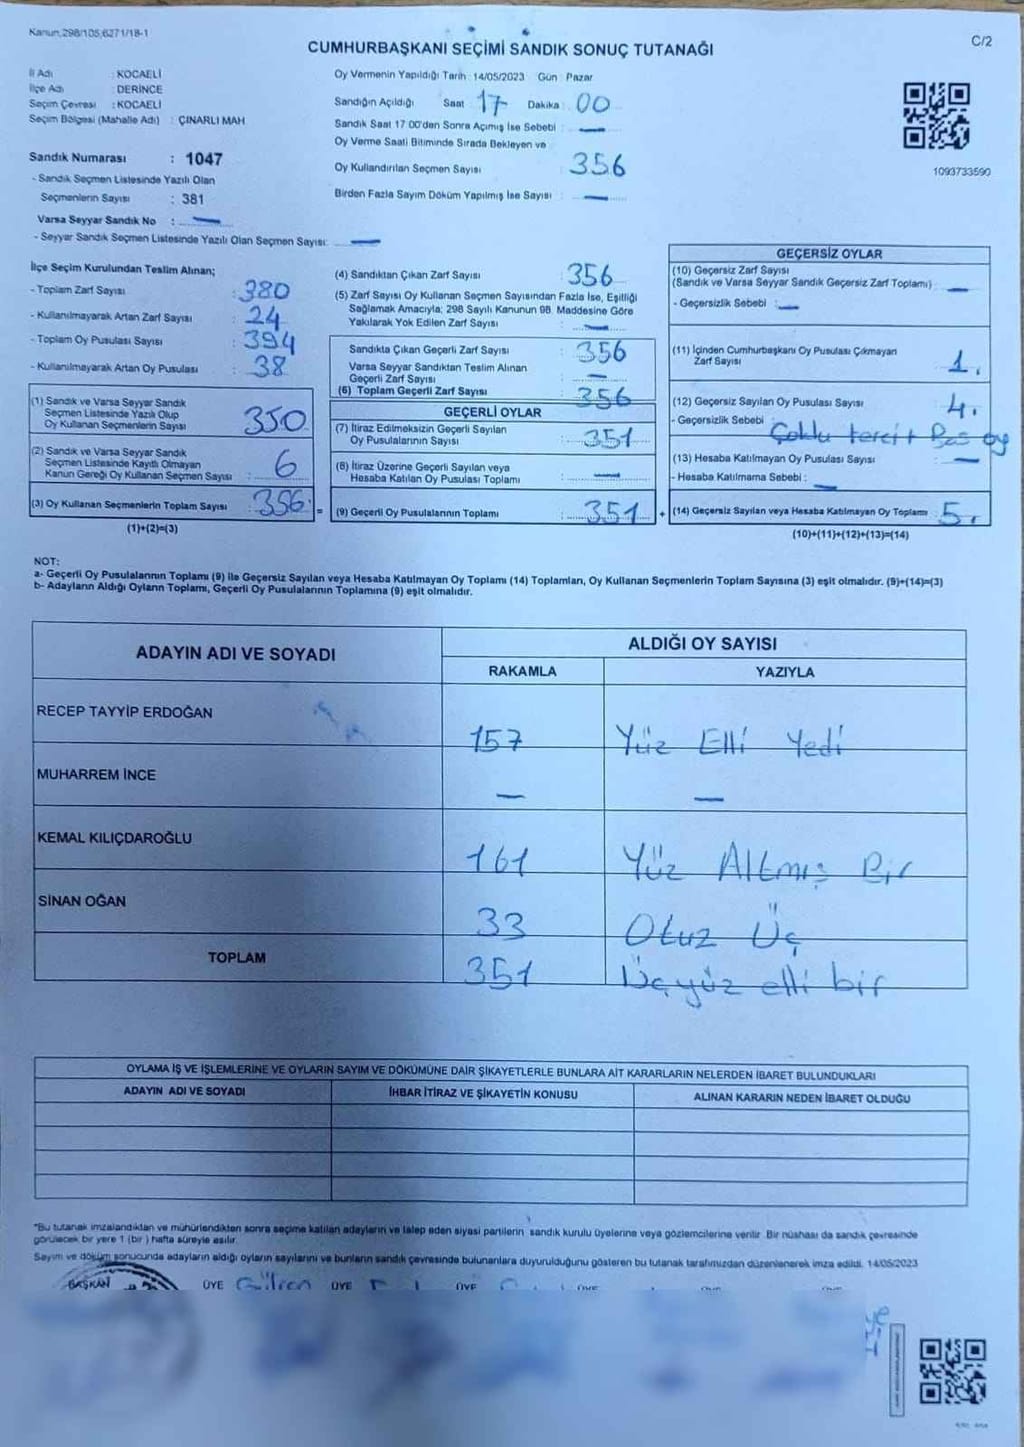 Kanun,298/105,6271/18-1
C/2
CUMHURBAŞKANI SEÇİMİ SANDIK SONUÇ TUTANAĞI
İl Adı : KOCAELİ
İlçe Adı : DERİNCE
Seçim Çevresi : KOCAELİ
Seçim Bölgesi (Mahalle Adı) : ÇINARLI MAH
Sandık Numarası : 1047
- Sandık Seçmen Listesinde Yazılı Olan
Seçmenlerin Sayısı : 381
Varsa Seyyar Sandık No : —
- Seyyar Sandık Seçmen Listesinde Yazılı Olan Seçmen Sayısı: —
Oy Vermenin Yapıldığı Tarih : 14/05/2023 Gün : Pazar
Sandığın Açıldığı Saat 17 Dakika : 00
Sandık Saat 17 00'den Sonra Açımış İse Sebebi : —
Oy Verme Saati Bitiminde Sırada Bekleyen ve
Oy Kullandırılan Seçmen Sayısı : 356
Birden Fazla Sayım Döküm Yapılmış İse Sayısı : —
1093733590
İlçe Seçim Kurulundan Teslim Alınan;
- Toplam Zarf Sayısı : 380
- Kullanılmayarak Artan Zarf Sayısı : 24
- Toplam Oy Pusulası Sayısı : 394
- Kullanılmayarak Artan Oy Pusulası : 38
(1) Sandık ve Varsa Seyyar Sandık
Seçmen Listesinde Yazılı Olup
Oy Kullanan Seçmenlerin Sayısı : 350
(2) Sandık ve Varsa Seyyar Sandık
Seçmen Listesinde Kayıtlı Olmayan
Kanun Gereği Oy Kullanan Seçmen Sayısı : 6
(3) Oy Kullanan Seçmenlerin Toplam Sayısı : 356 =
(1)+(2)=(3)
(4) Sandıktan Çıkan Zarf Sayısı : 356
(5) Zarf Sayısı Oy Kullanan Seçmen Sayısından Fazla İse, Eşitliği
Sağlamak Amacıyla; 298 Sayılı Kanunun 98. Maddesine Göre
Yakılarak Yok Edilen Zarf Sayısı : —
Sandıkta Çıkan Geçerli Zarf Sayısı : 356
Varsa Seyyar Sandıktan Teslim Alınan
Geçerli Zarf Sayısı : —
(6) Toplam Geçerli Zarf Sayısı : 356
GEÇERLİ OYLAR
(7) İtiraz Edilmeksizin Geçerli Sayılan
Oy Pusulalarının Sayısı : 351
(8) İtiraz Üzerine Geçerli Sayılan veya
Hesaba Katılan Oy Pusulası Toplamı : —
(9) Geçerli Oy Pusulalarının Toplamı : 351 +
GEÇERSİZ OYLAR
(10) Geçersiz Zarf Sayısı
(Sandık ve Varsa Seyyar Sandık Geçersiz Zarf Toplamı) : —
- Geçersizlik Sebebi : —
(11) İçinden Cumhurbaşkanı Oy Pusulası Çıkmayan
Zarf Sayısı : 1.
(12) Geçersiz Sayılan Oy Pusulası Sayısı : 4.
- Geçersizlik Sebebi : Çoklu tercit Boş oy
(13) Hesaba Katılmayan Oy Pusulası Sayısı : —
- Hesaba Katılmama Sebebi : —
(14) Geçersiz Sayılan veya Hesaba Katılmayan Oy Toplamı : 5.
(10)+(11)+(12)+(13)=(14)
NOT:
a- Geçerli Oy Pusulalarının Toplamı (9) ile Geçersiz Sayılan veya Hesaba Katılmayan Oy Toplamı (14) Toplamları, Oy Kullanan Seçmenlerin Toplam Sayısına (3) eşit olmalıdır. (9)+(14)=(3)
b- Adayların Aldığı Oyların Toplamı, Geçerli Oy Pusulalarının Toplamına (9) eşit olmalıdır.
ADAYIN ADI VE SOYADI
ALDIĞI OY SAYISI
RAKAMLA
YAZIYLA
RECEP TAYYİP ERDOĞAN 157 Yüz Elli Yedi
MUHARREM İNCE — —
KEMAL KILIÇDAROĞLU 161 Yüz Altmış Bir
SİNAN OĞAN 33 Otuz Üç
TOPLAM 351 Üçyüz elli bir
OYLAMA İŞ VE İŞLEMLERİNE VE OYLARIN SAYIM VE DÖKÜMÜNE DAİR ŞİKAYETLERLE BUNLARA AİT KARARLARIN NELERDEN İBARET BULUNDUKLARI
ADAYIN ADI VE SOYADI
İHBAR İTİRAZ VE ŞİKAYETİN KONUSU
ALINAN KARARIN NEDEN İBARET OLDUĞU
*Bu tutanak imzalandıktan ve mühürlendikten sonra seçime katılan adayların ve talep eden siyasi partilerin sandık kurulu üyelerine veya gözlemcilerine verilir. Bir nüshası da sandık çevresinde
görülecek bir yere 1 (bir) hafta süreyle asılır.
Sayım ve döküm sonucunda adayların aldığı oyların sayılarını ve bunların sandık çevresinde bulunanlara duyurulduğunu gösteren bu tutanak tarafımızdan düzenlenerek imza edildi. 14/05/2023
BAŞKAN ÜYE ÜYE ÜYE